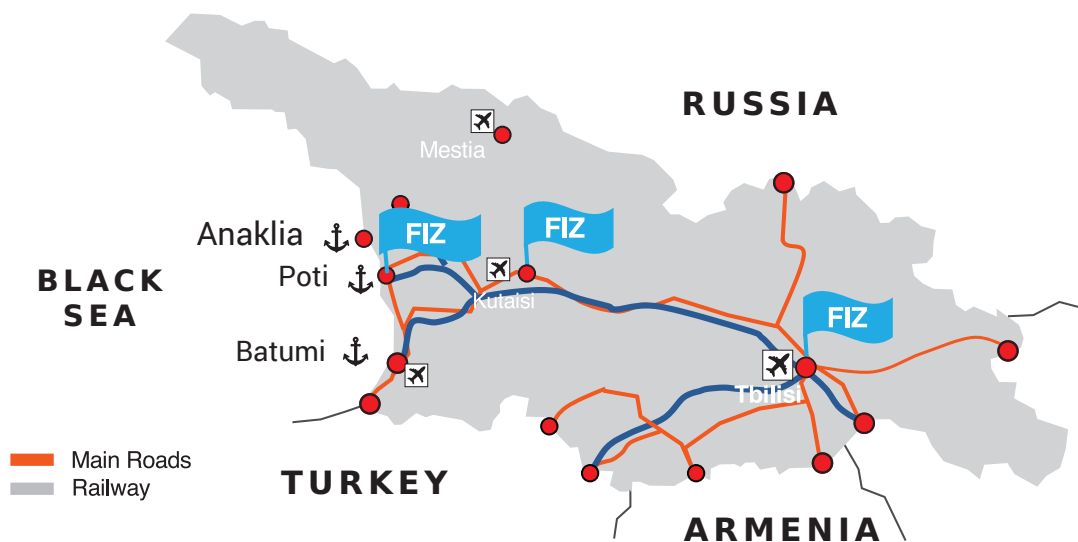 RUSSIA
Mestia
Anaklia
FIZ
FIZ
BLACK
SEA
Poti
Kutaisi
FIZ
Batumi
Tbilisi
Main Roads
Railway
TURKEY
ARMENIA